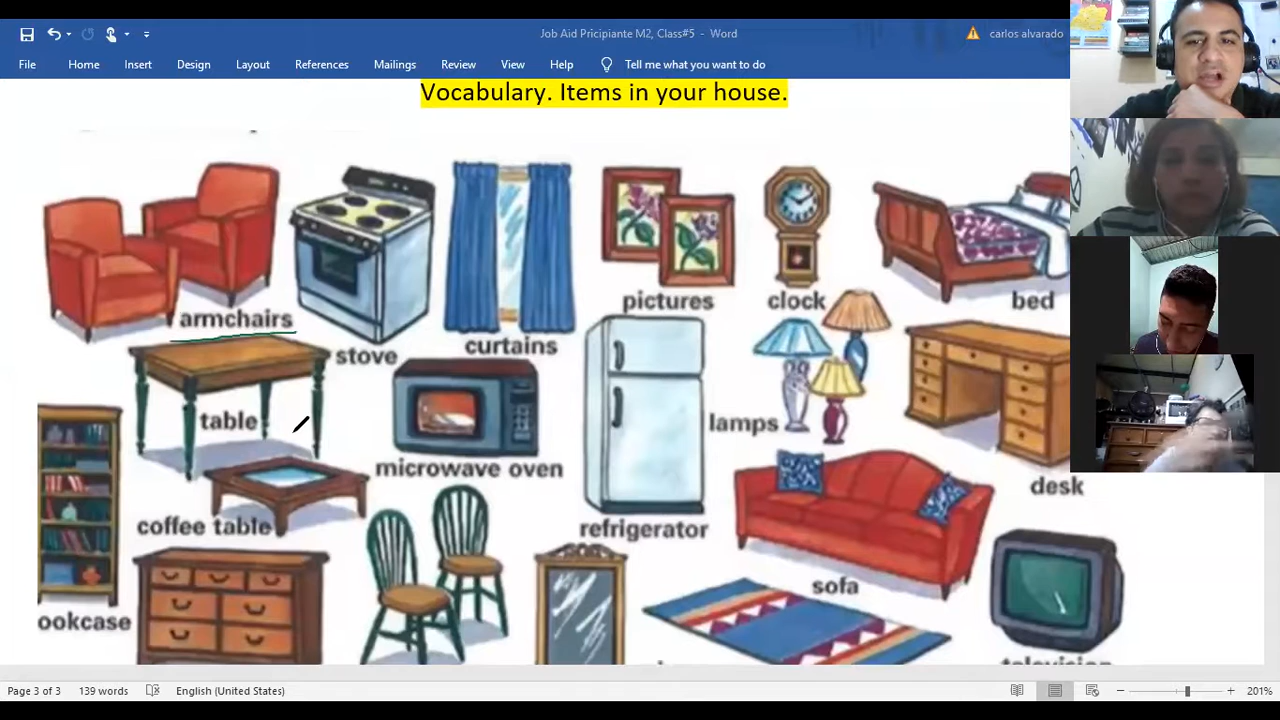 Job Aid Pricipiante M2, Class#5 - Word
carlos alvarado
File Home Insert Design Layout References Mailings Review View Help Tell me what you want to do
Vocabulary. Items in your house.
armchairs
stove
curtains
pictures
clock
bed
table
microwave oven
lamps
desk
coffee table
refrigerator
sofa
ookcase
television
Page 3 of 3 139 words English (United States) 201%